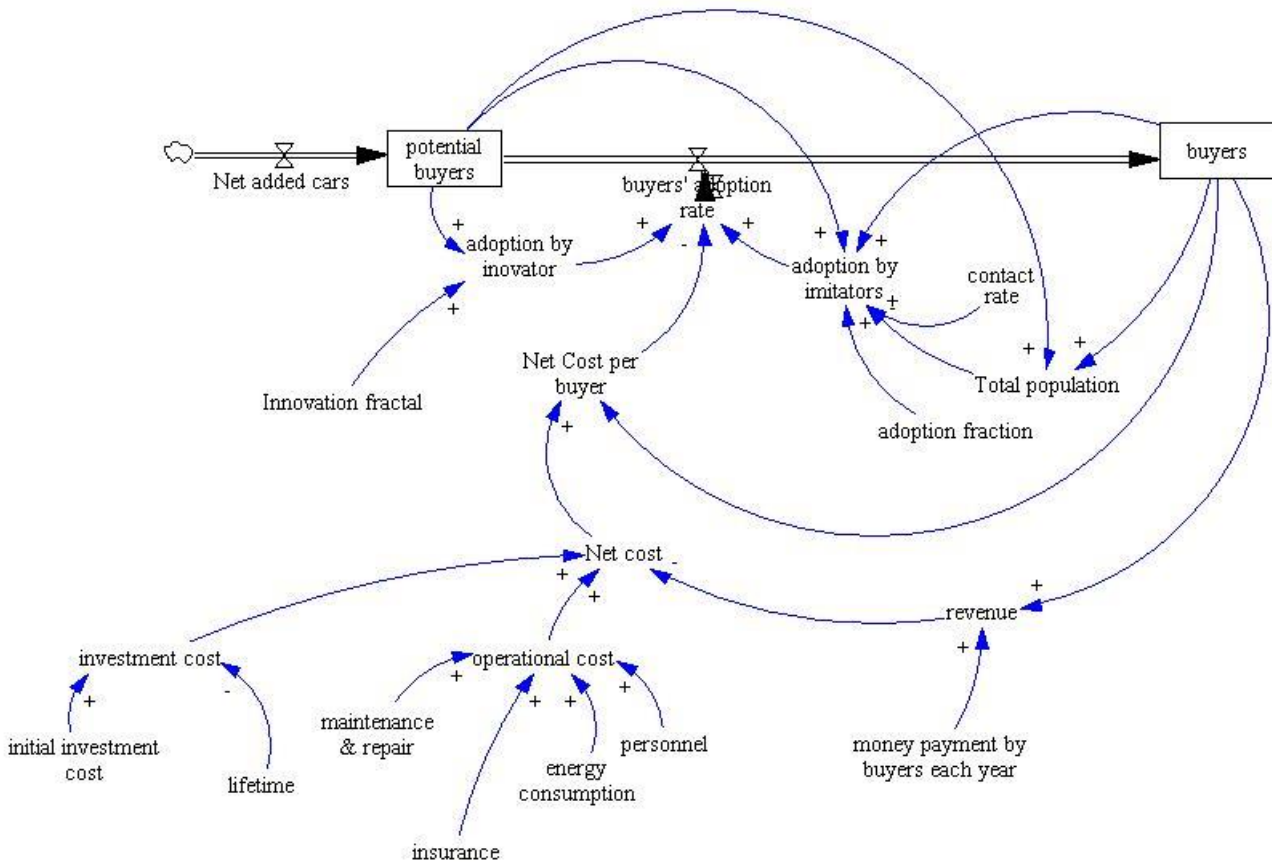 potential
buyers
buyers
Net added cars
buyers' adoption
rate
+
+
-
+
+
+
adoption by
inovator
adoption by
imitators
contact
rate
+
+
+
-
+
+
Net Cost per
buyer
Total population
Innovation fractal
+
adoption fraction
Net cost
-
+
+
+
revenue
+
investment cost
operational cost
+
-
+
+
+
+
initial investment
cost
lifetime
maintenance
& repair
energy
consumption
personnel
money payment by
buyers each year
insurance